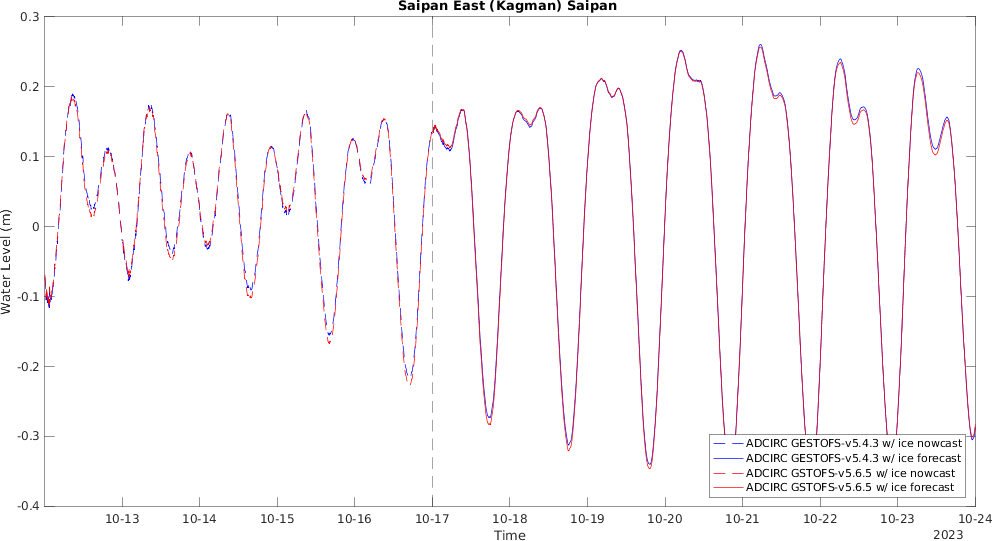 Saipan East (Kagman) Saipan
0.3
0.2
0.1
0
-0.1
-0.2
-0.3
-0.4
Water Level (m)
ADCIRC GESTOFS-v5.4.3 w/ ice nowcast
ADCIRC GESTOFS-v5.4.3 w/ ice forecast
ADCIRC GSTOFS-v5.6.5 w/ ice nowcast
ADCIRC GSTOFS-v5.6.5 w/ ice forecast
10-13 10-14 10-15 10-16 10-17 10-18 10-19 10-20 10-21 10-22 10-23 10-24
Time
2023